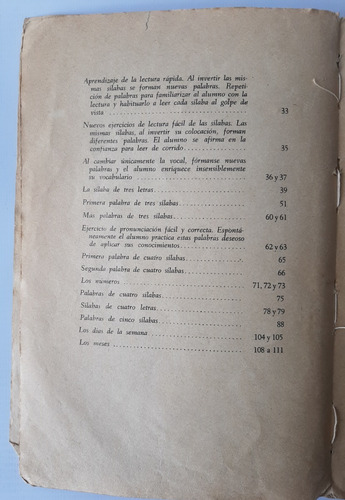 Aprendizaje de la lectura rápida. Al invertir las mis-
mas sílabas se forman nuevas palabras. Repeti-
ción de palabras para familiarizar el alumno con la
lectura y habituarlo a leer cada sílaba al golpe de
vista . . . . . . . . . . . . . . . . . . . . . . . . . . . . . . 33
Nuevos ejercicios de lectura fácil de las sílabas. Las
mismas sílabas, al invertir su colocación, forman
diferentes palabras. El alumno se afirma en la
confianza para leer de corrido . . . . . . . . . . . . 35
Al cambiar únicamente la vocal, fórmanse nuevas
palabras y el alumno enriquece insensiblemente
su vocabulario . . . . . . . . . . . . . . . . . . . . . . 36 y 37
La sílaba de tres letras . . . . . . . . . . . . . . . . . . 39
Primera palabra de tres sílabas . . . . . . . . . . . . 51
Más palabras de tres sílabas . . . . . . . . . . . . . . 60 y 61
Ejercicio de pronunciación fácil y correcta. Espontá-
neamente el alumno practica estas palabras deseoso
de aplicar sus conocimientos . . . . . . . . . . . . . . 62 y 63
Primera palabra de cuatro sílabas . . . . . . . . . . 65
Segunda palabra de cuatro sílabas . . . . . . . . . . 66
Los números . . . . . . . . . . . . . . . . . . . . . . . . 71, 72 y 73
Palabras de cuatro sílabas . . . . . . . . . . . . . . . . 75
Sílabas de cuatro letras . . . . . . . . . . . . . . . . . . 78 y 79
Palabras de cinco sílabas . . . . . . . . . . . . . . . . 88
Los días de la semana . . . . . . . . . . . . . . . . . . 104 y 105
Los meses . . . . . . . . . . . . . . . . . . . . . . . . . . 108 a 111